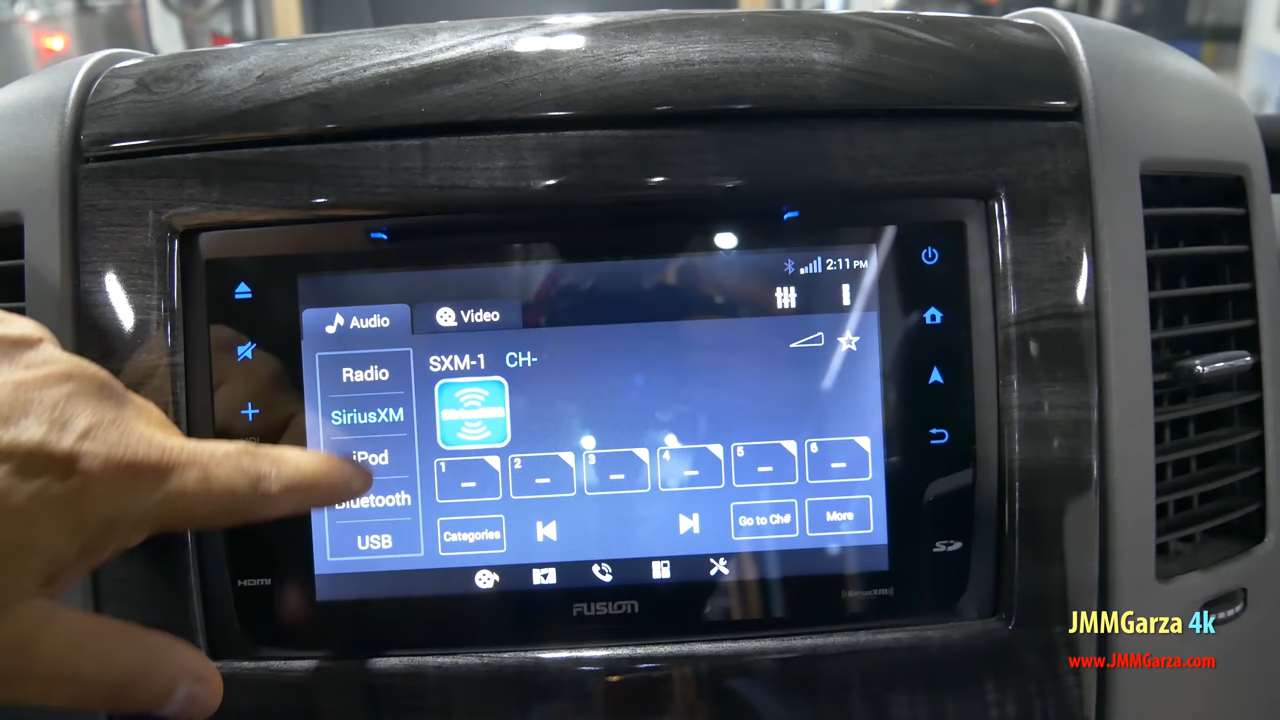 2:11 PM
Audio
Video
Radio
SiriusXM
iPod
Bluetooth
USB
SXM-1 CH-
1 2 3 4 5 6
Categories
Go to Ch#
More
HDMI
FUSION
SiriusXM
SD
JMMGarza 4k
www.JMMGarza.com